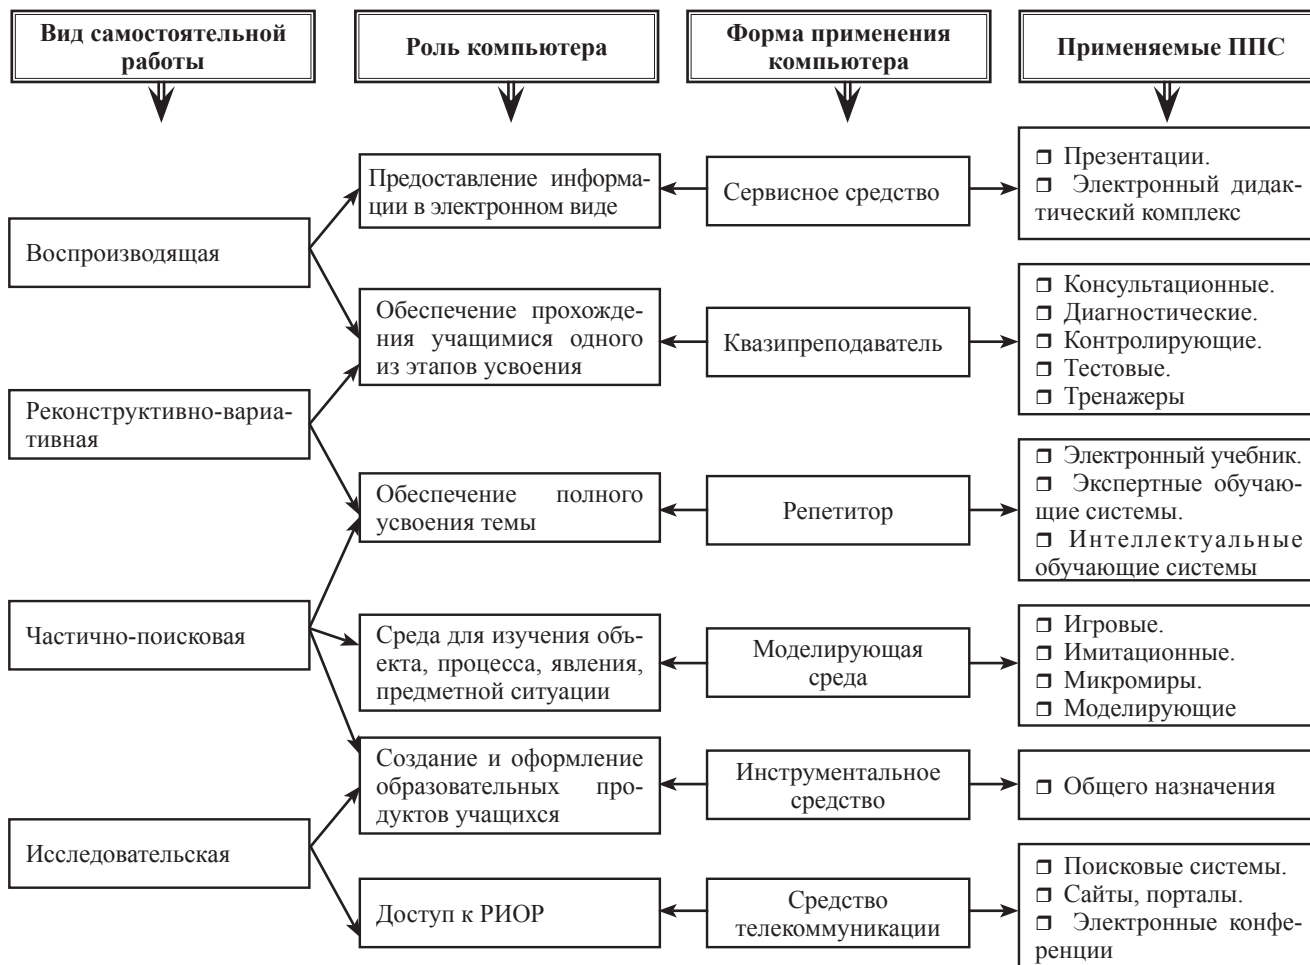 Вид самостоятельной
работы
Роль компьютера
Форма применения
компьютера
Применяемые ППС
Воспроизводящая
Реконструктивно-вариа-
тивная
Частично-поисковая
Исследовательская
Предоставление информа-
ции в электронном виде
Обеспечение прохожде-
ния учащимися одного
из этапов усвоения
Обеспечение полного
усвоения темы
Среда для изучения объ-
екта, процесса, явления,
предметной ситуации
Создание и оформление
образовательных про-
дуктов учащихся
Доступ к РИОР
Сервисное средство
Квазипреподаватель
Репетитор
Моделирующая
среда
Инструментальное
средство
Средство
телекоммуникации
❒ Презентации.
❒ Электронный дидак-
тический комплекс
❒ Консультационные.
❒ Диагностические.
❒ Контролирующие.
❒ Тестовые.
❒ Тренажеры
❒ Электронный учебник.
❒ Экспертные обучаю-
щие системы.
❒ Интеллектуальные
обучающие системы
❒ Игровые.
❒ Имитационные.
❒ Микромиры.
❒ Моделирующие
❒ Общего назначения
❒ Поисковые системы.
❒ Сайты, порталы.
❒ Электронные конфе-
ренции